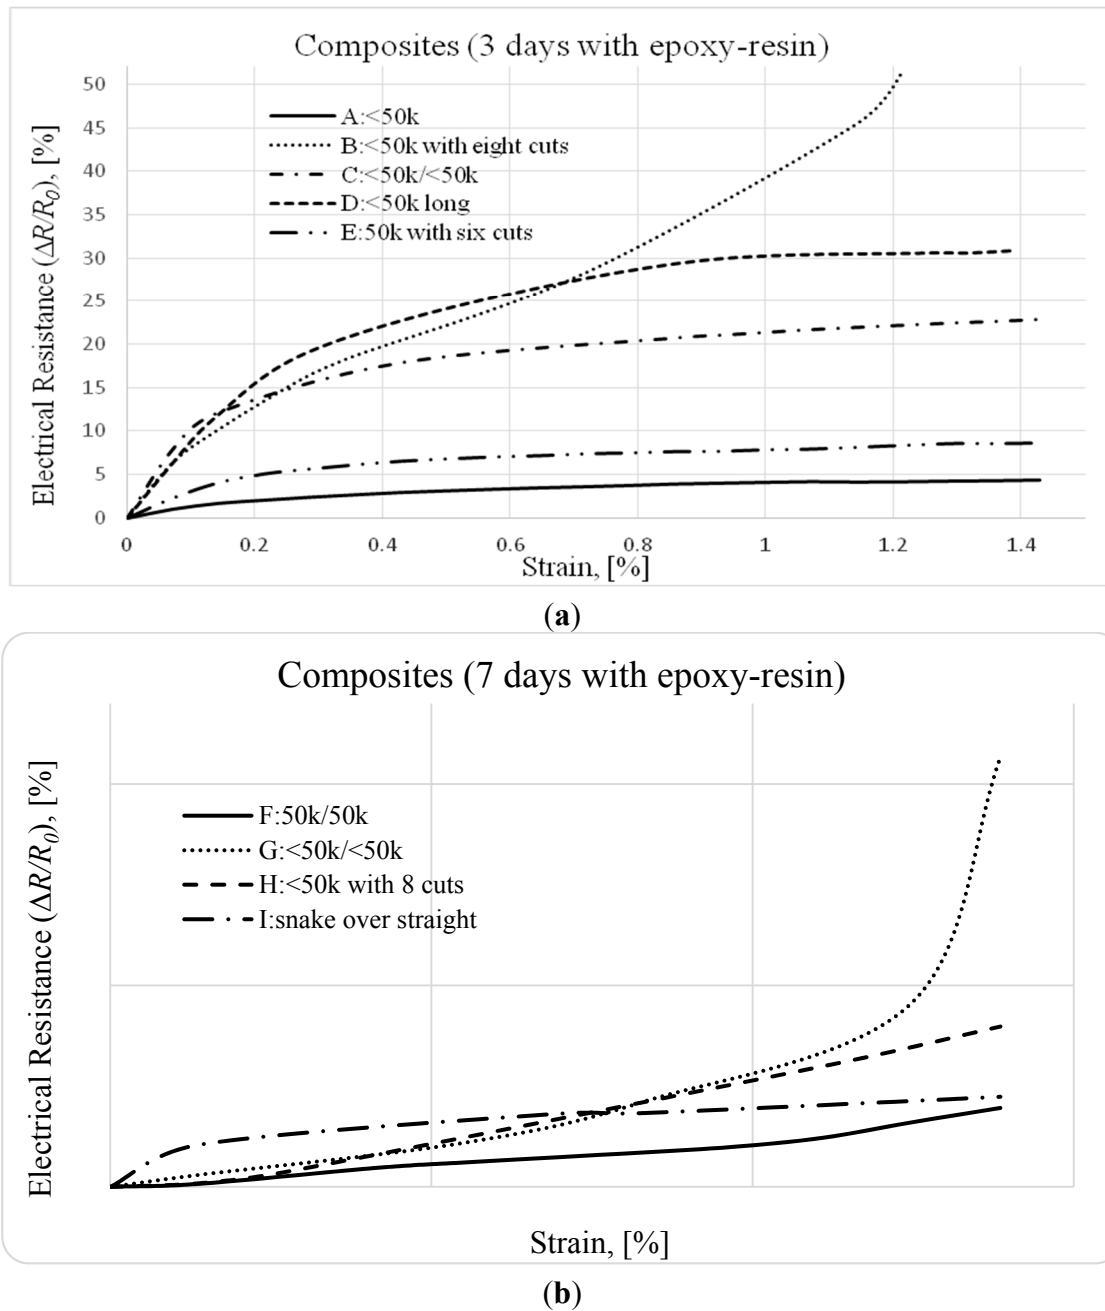 Composites (3 days with epoxy-resin)
Electrical Resistance (ΔR/R0), [%]
50
45
40
35
30
25
20
15
10
5
0
A:<50k
B:<50k with eight cuts
C:<50k/<50k
D:<50k long
E:50k with six cuts
0 0.2 0.4 0.6 0.8 1 1.2 1.4
Strain, [%]
(a)
Composites (7 days with epoxy-resin)
Electrical Resistance (ΔR/R0), [%]
F:50k/50k
G:<50k/<50k
H:<50k with 8 cuts
I:snake over straight
Strain, [%]
(b)